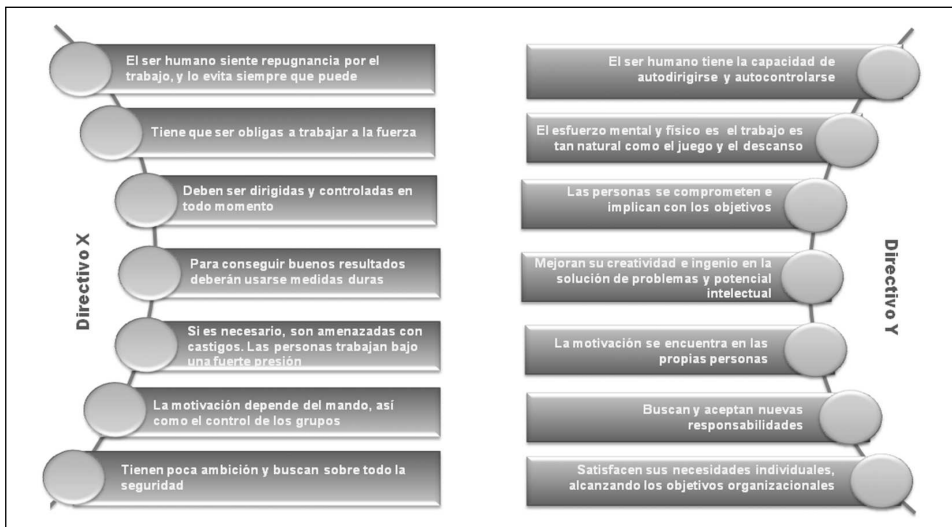 Directivo X
El ser humano siente repugnancia por el
trabajo, y lo evita siempre que puede
Tiene que ser obligas a trabajar a la fuerza
Deben ser dirigidas y controladas en
todo momento
Para conseguir buenos resultados
deberán usarse medidas duras
Si es necesario, son amenazadas con
castigos. Las personas trabajan bajo
una fuerte presión
La motivación depende del mando, así
como el control de los grupos
Tienen poca ambición y buscan sobre todo la
seguridad
El ser humano tiene la capacidad de
autodirigirse y autocontrolarse
El esfuerzo mental y físico es  el trabajo es
tan natural como el juego y el descanso
Las personas se comprometen e
implican con los objetivos
Mejoran su creatividad e ingenio en la
solución de problemas y potencial
intelectual
La motivación se encuentra en las
propias personas
Buscan y aceptan nuevas
responsabilidades
Satisfacen sus necesidades individuales,
alcanzando los objetivos organizacionales
Directivo Y